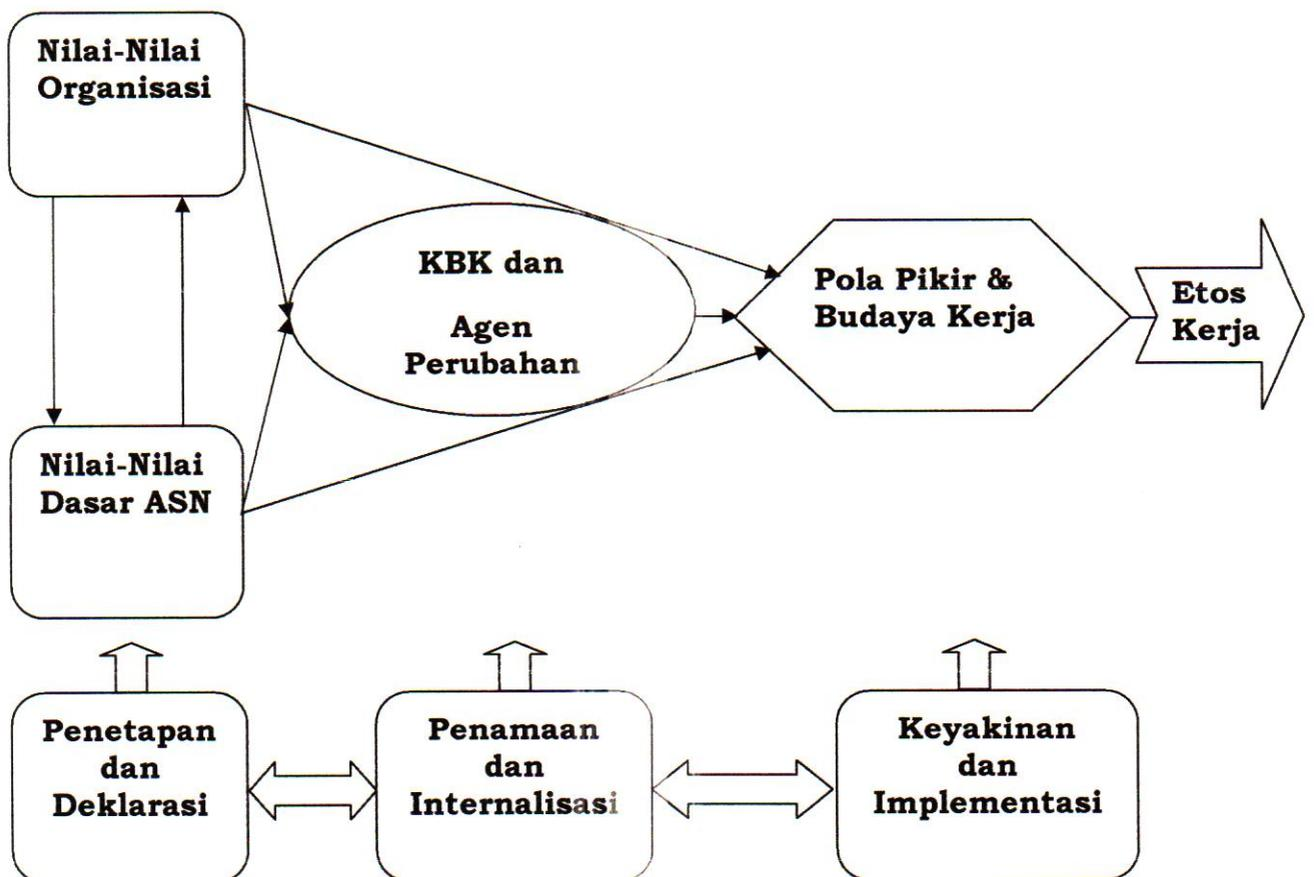 Nilai-Nilai
Organisasi
KBK dan
Agen
Perubahan
Pola Pikir &
Budaya Kerja
Etos
Kerja
Nilai-Nilai
Dasar ASN
Penetapan
dan
Deklarasi
Penamaan
dan
Internalisasi
Keyakinan
dan
Implementasi